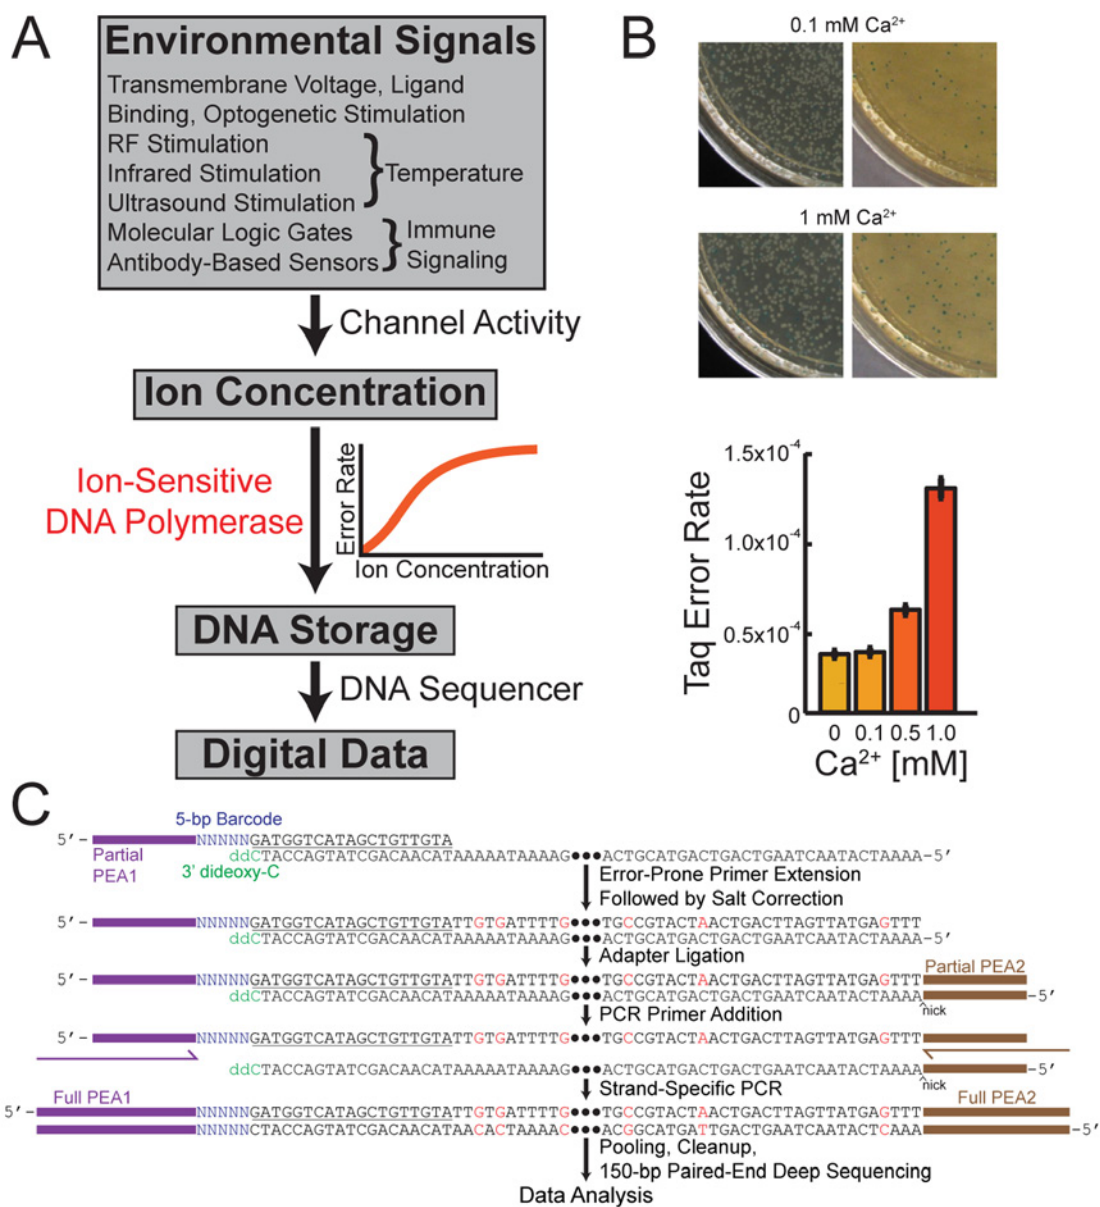 A
Environmental Signals
Transmembrane Voltage, Ligand
Binding, Optogenetic Stimulation
RF Stimulation
Infrared Stimulation
Ultrasound Stimulation
Temperature
Molecular Logic Gates
Antibody-Based Sensors
Immune
Signaling
Channel Activity
Ion Concentration
Ion-Sensitive
DNA Polymerase
Error Rate
Ion Concentration
DNA Storage
DNA Sequencer
Digital Data
B
0.1 mM Ca²⁺
1 mM Ca²⁺
Taq Error Rate
1.5x10⁻⁴
1.0x10⁻⁴
0.5x10⁻⁴
0
0 0.1 0.5 1.0
Ca²⁺ [mM]
C
5-bp Barcode
5′- NNNNNGATGGTCATAGCTGTTGTA
Partial
PEA1
ddCTACCAGTATCGACAACATAAAAATAAAAG•••ACTGCATGACTGACTGAATCAATACTAAAA-5′
3′ dideoxy-C
Error-Prone Primer Extension
Followed by Salt Correction
5′- NNNNNGATGGTCATAGCTGTTGTATTGTGATTTTG•••TGCCGTACTAACTGACTTAGTTATGAGTTT
ddCTACCAGTATCGACAACATAAAAATAAAAG•••ACTGCATGACTGACTGAATCAATACTAAAA-5′
Adapter Ligation
Partial PEA2
5′- NNNNNGATGGTCATAGCTGTTGTATTGTGATTTTG•••TGCCGTACTAACTGACTTAGTTATGAGTTT
ddCTACCAGTATCGACAACATAAAAATAAAAG•••ACTGCATGACTGACTGAATCAATACTAAAA -5′
^nick
PCR Primer Addition
5′- NNNNNGATGGTCATAGCTGTTGTATTGTGATTTTG•••TGCCGTACTAACTGACTTAGTTATGAGTTT
ddCTACCAGTATCGACAACATAAAAATAAAAG•••ACTGCATGACTGACTGAATCAATACTAAAA -5′
^nick
Strand-Specific PCR
Full PEA1
Full PEA2
5′- NNNNNGATGGTCATAGCTGTTGTATTGTGATTTTG•••TGCCGTACTAACTGACTTAGTTATGAGTTT
NNNNNCTACCAGTATCGACAACATAACACTAAAAC•••ACGGCATGATTGACTGAATCAATACTCAAA -5′
Pooling, Cleanup,
150-bp Paired-End Deep Sequencing
Data Analysis